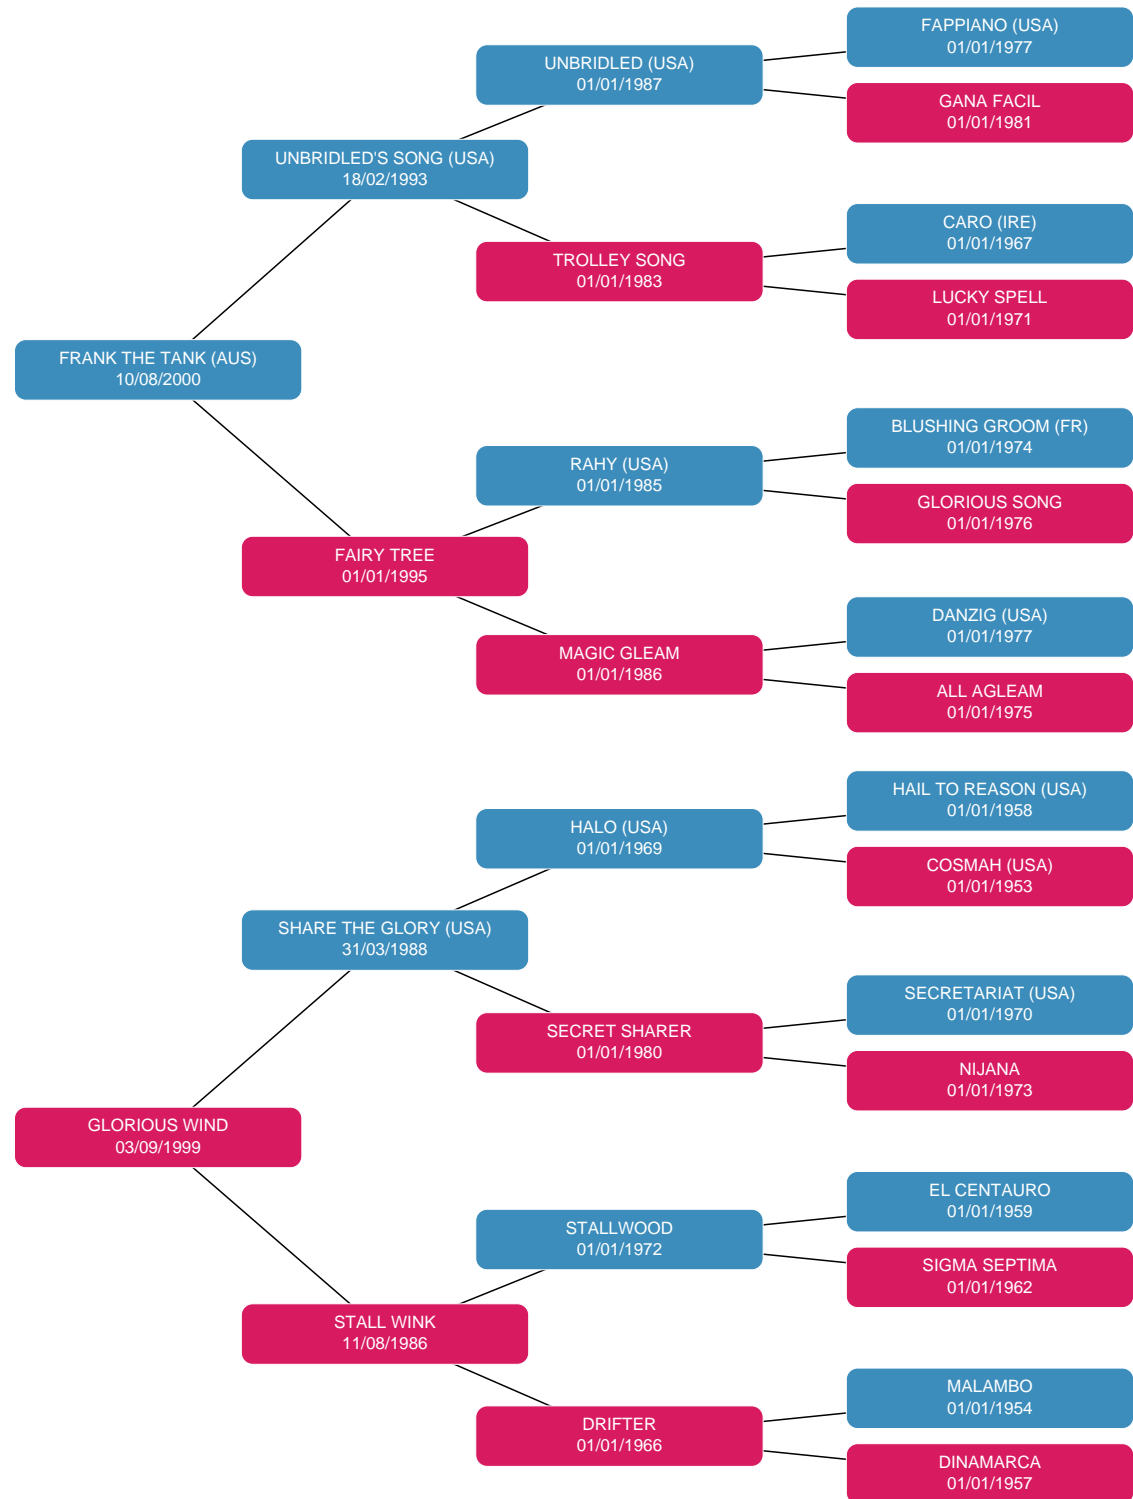 FAPPIANO (USA)
01/01/1977
UNBRIDLED (USA)
01/01/1987
GANA FACIL
01/01/1981
UNBRIDLED'S SONG (USA)
18/02/1993
CARO (IRE)
01/01/1967
TROLLEY SONG
01/01/1983
LUCKY SPELL
01/01/1971
FRANK THE TANK (AUS)
10/08/2000
BLUSHING GROOM (FR)
01/01/1974
RAHY (USA)
01/01/1985
GLORIOUS SONG
01/01/1976
FAIRY TREE
01/01/1995
DANZIG (USA)
01/01/1977
MAGIC GLEAM
01/01/1986
ALL AGLEAM
01/01/1975
HAIL TO REASON (USA)
01/01/1958
HALO (USA)
01/01/1969
COSMAH (USA)
01/01/1953
SHARE THE GLORY (USA)
31/03/1988
SECRETARIAT (USA)
01/01/1970
SECRET SHARER
01/01/1980
NIJANA
01/01/1973
GLORIOUS WIND
03/09/1999
EL CENTAURO
01/01/1959
STALLWOOD
01/01/1972
SIGMA SEPTIMA
01/01/1962
STALL WINK
11/08/1986
MALAMBO
01/01/1954
DRIFTER
01/01/1966
DINAMARCA
01/01/1957